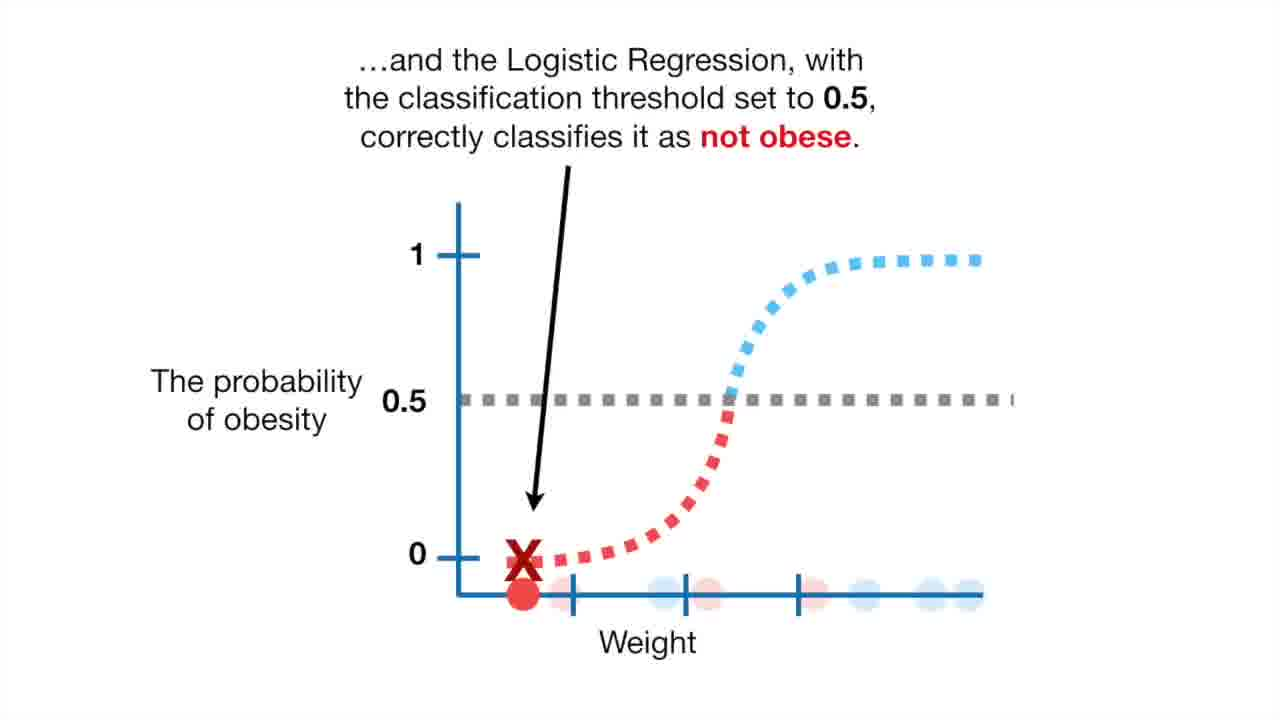 …and the Logistic Regression, with
the classification threshold set to 0.5,
correctly classifies it as not obese.
1
The probability
of obesity
0.5
0
X
Weight